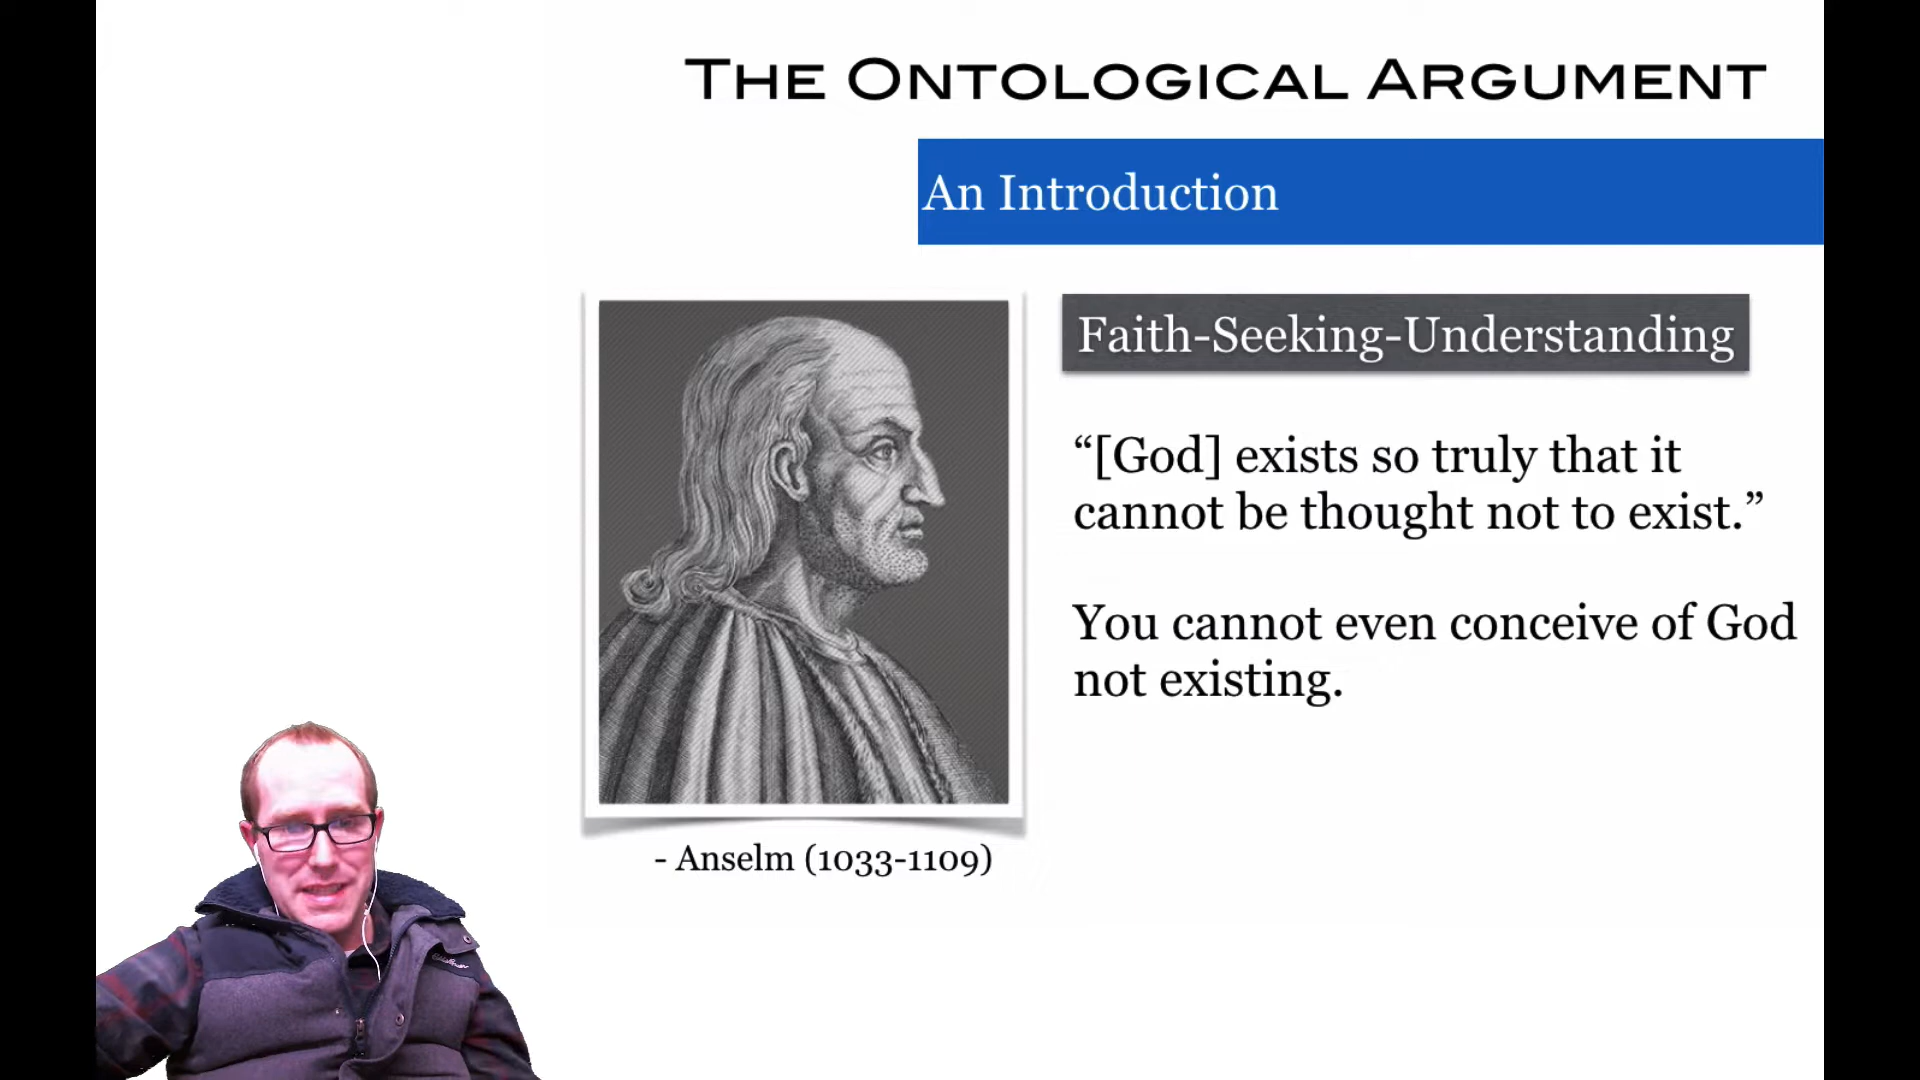 THE ONTOLOGICAL ARGUMENT
An Introduction
Faith-Seeking-Understanding
“[God] exists so truly that it
cannot be thought not to exist.”
You cannot even conceive of God
not existing.
- Anselm (1033-1109)